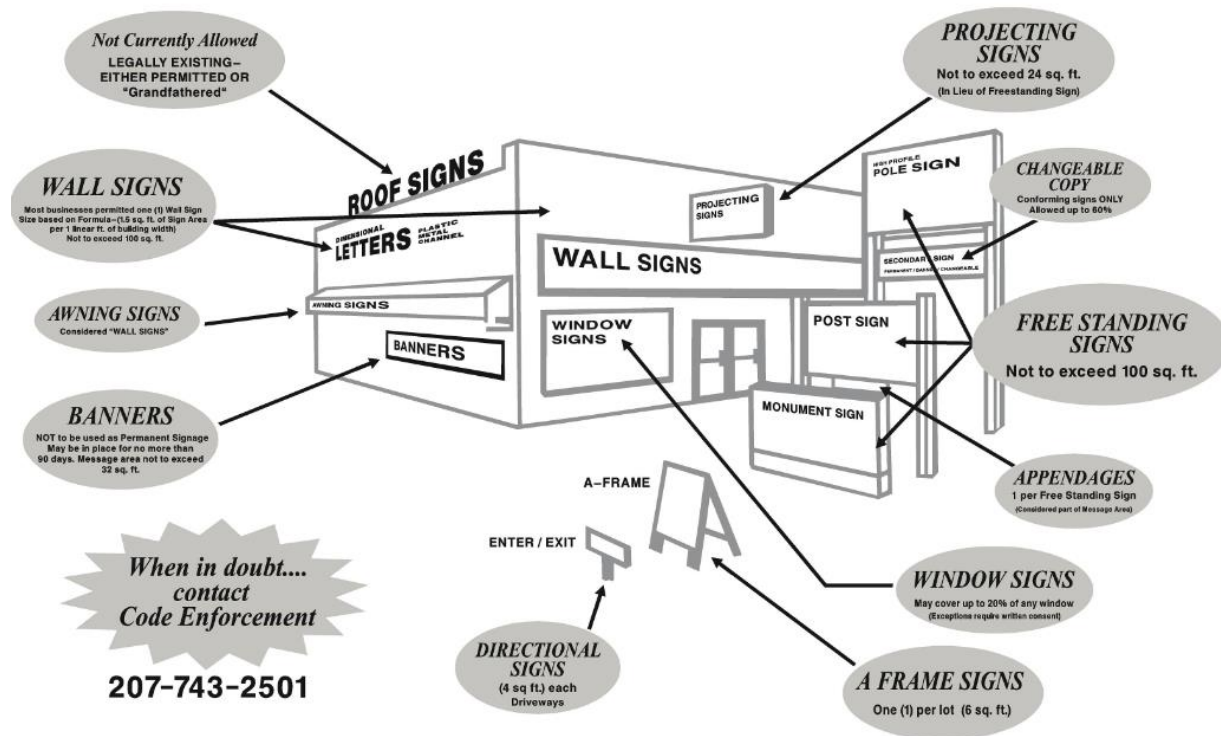 Not Currently Allowed
LEGALLY EXISTING–
EITHER PERMITTED OR
"Grandfathered"
PROJECTING
SIGNS
Not to exceed 24 sq. ft.
(In Lieu of Freestanding Sign)
WALL SIGNS
Most businesses permitted one (1) Wall Sign
Size based on Formula–(1.5 sq. ft. of Sign Area
per 1 linear ft. of building width)
Not to exceed 100 sq. ft.
ROOF SIGNS
DIMENSIONAL
LETTERS
PLASTIC
METAL
CHANNEL
PROJECTING
SIGNS
HIGH PROFILE
POLE SIGN
CHANGEABLE
COPY
Conforming signs ONLY
Allowed up to 60%
WALL SIGNS
SECONDARY SIGN
PERMANENT / BANNER / CHANGEABLE
AWNING SIGNS
Considered "WALL SIGNS"
AWNING SIGNS
BANNERS
WINDOW
SIGNS
POST SIGN
FREE STANDING
SIGNS
Not to exceed 100 sq. ft.
BANNERS
NOT to be used as Permanent Signage
May be in place for no more than
90 days. Message area not to exceed
32 sq. ft.
MONUMENT SIGN
APPENDAGES
1 per Free Standing Sign
(Considered part of Message Area)
A–FRAME
ENTER / EXIT
When in doubt....
contact
Code Enforcement
207–743–2501
DIRECTIONAL
SIGNS
(4 sq ft.) each
Driveways
WINDOW SIGNS
May cover up to 20% of any window
(Exceptions require written consent)
A FRAME SIGNS
One (1) per lot (6 sq. ft.)